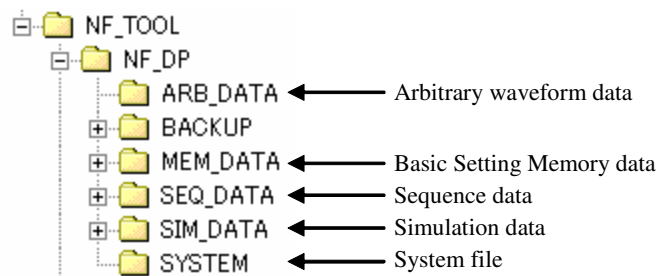 NF_TOOL
NF_DP
ARB_DATA Arbitrary waveform data
BACKUP
MEM_DATA Basic Setting Memory data
SEQ_DATA Sequence data
SIM_DATA Simulation data
SYSTEM System file